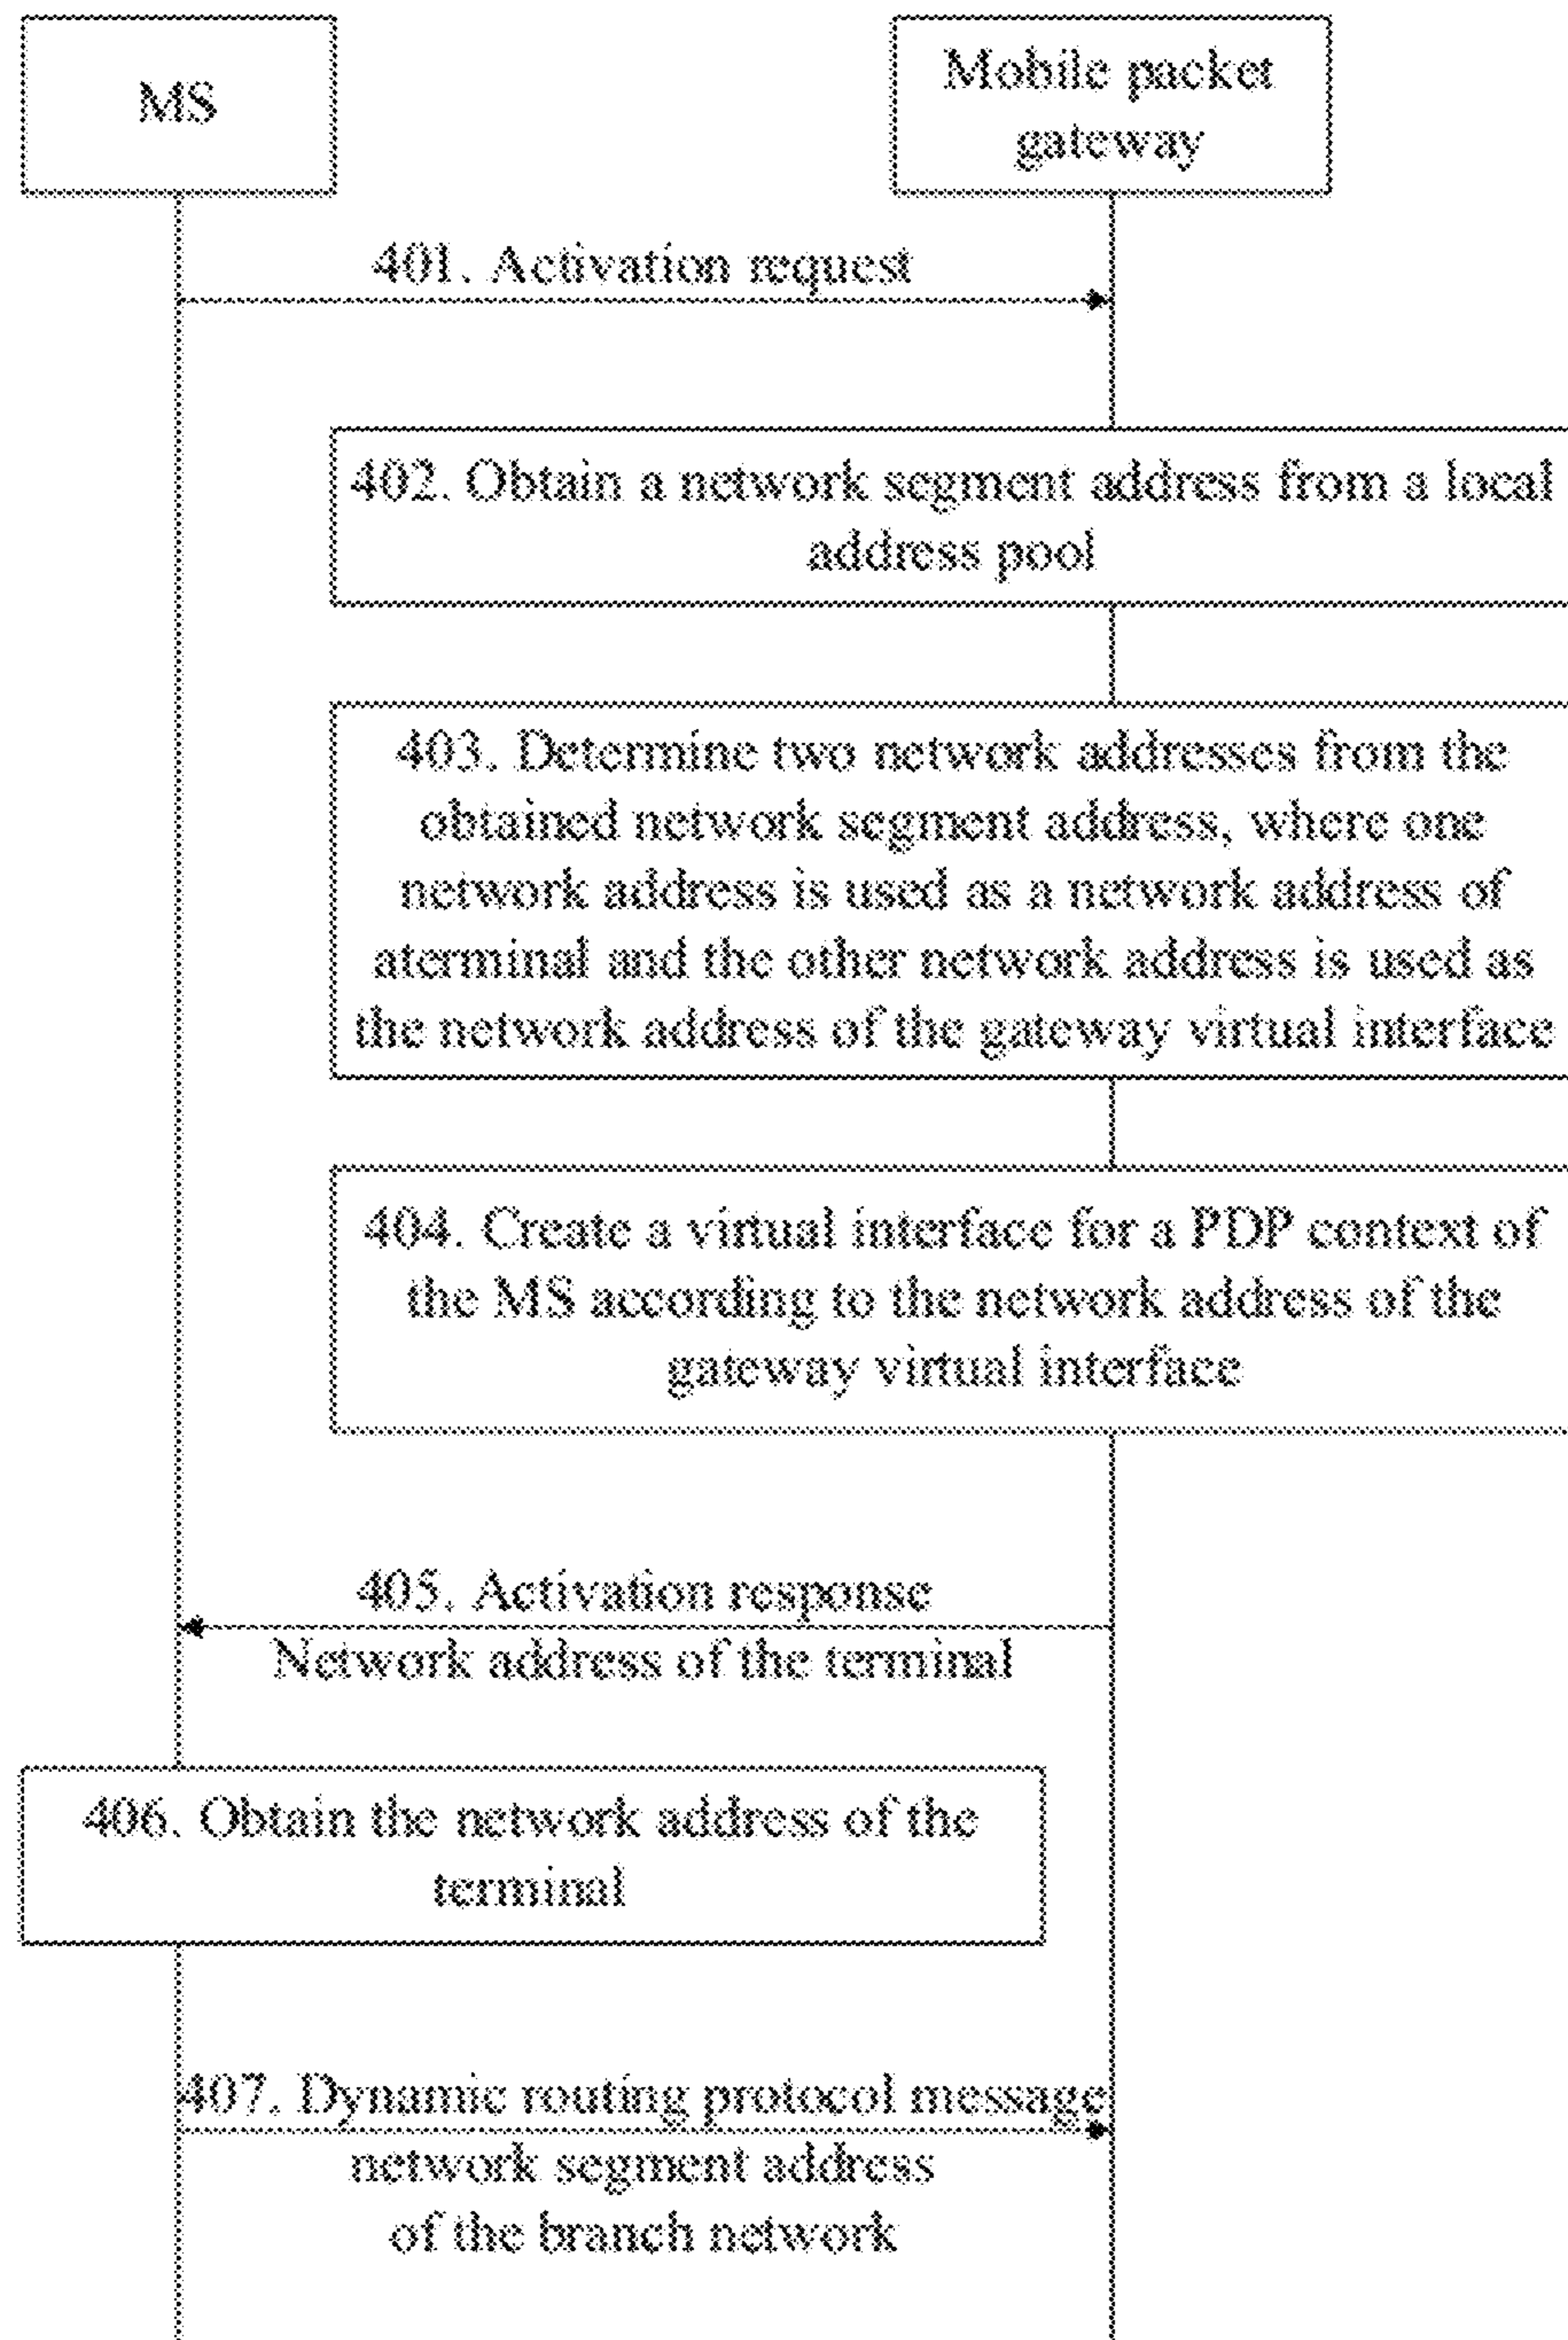 MS
Mobile packet
gateway
401. Activation request
402. Obtain a network segment address from a local
address pool
403. Determine two network addresses from the
obtained network segment address, where one
network address is used as a network address of
aterminal and the other network address is used as
the network address of the gateway virtual interface
404. Create a virtual interface for a PDP context of
the MS according to the network address of the
gateway virtual interface
405. Activation response
Network address of the terminal
406. Obtain the network address of the
terminal
407. Dynamic routing protocol message
network segment address
of the branch network